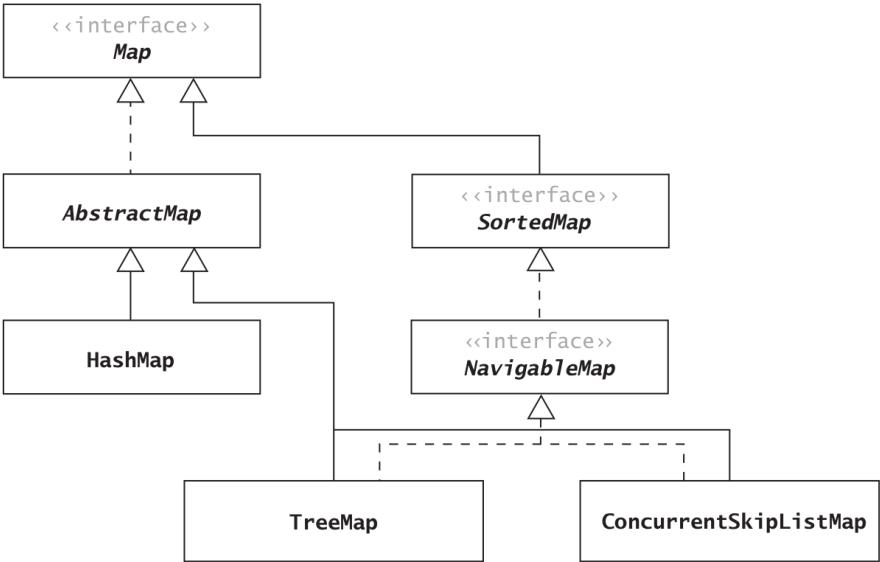 ‹‹interface››
Map
AbstractMap
‹‹interface››
SortedMap
HashMap
‹‹interface››
NavigableMap
TreeMap
ConcurrentSkipListMap